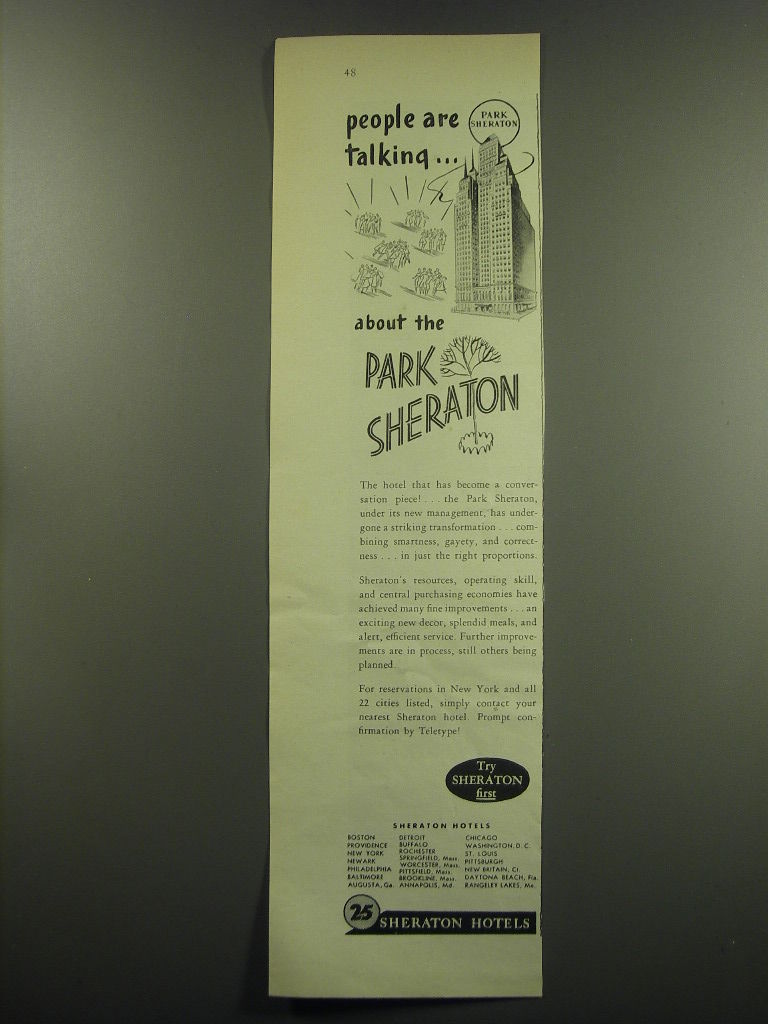 48
people are
talking...
PARK
SHERATON
about the
PARK
SHERATON
The hotel that has become a conver-
sation piece! . . . the Park Sheraton,
under its new management, has under-
gone a striking transformation . . . com-
bining smartness, gayety, and correct-
ness . . . in just the right proportions.
Sheraton's resources, operating skill,
and central purchasing economies have
achieved many fine improvements . . . an
exciting new decor, splendid meals, and
alert, efficient service. Further improve-
ments are in process, still others being
planned.
For reservations in New York and all
22 cities listed, simply contact your
nearest Sheraton hotel. Prompt con-
firmation by Teletype!
Try
SHERATON
first
SHERATON HOTELS
BOSTON
PROVIDENCE
NEW YORK
NEWARK
PHILADELPHIA
BALTIMORE
AUGUSTA, Ga.
DETROIT
BUFFALO
ROCHESTER
SPRINGFIELD, Mass.
WORCESTER, Mass.
PITTSFIELD, Mass.
BROOKLINE, Mass.
ANNAPOLIS, Md.
CHICAGO
WASHINGTON, D. C.
ST. LOUIS
PITTSBURGH
NEW BRITAIN, Ct.
DAYTONA BEACH, Fla.
RANGELEY LAKES, Me.
25 SHERATON HOTELS